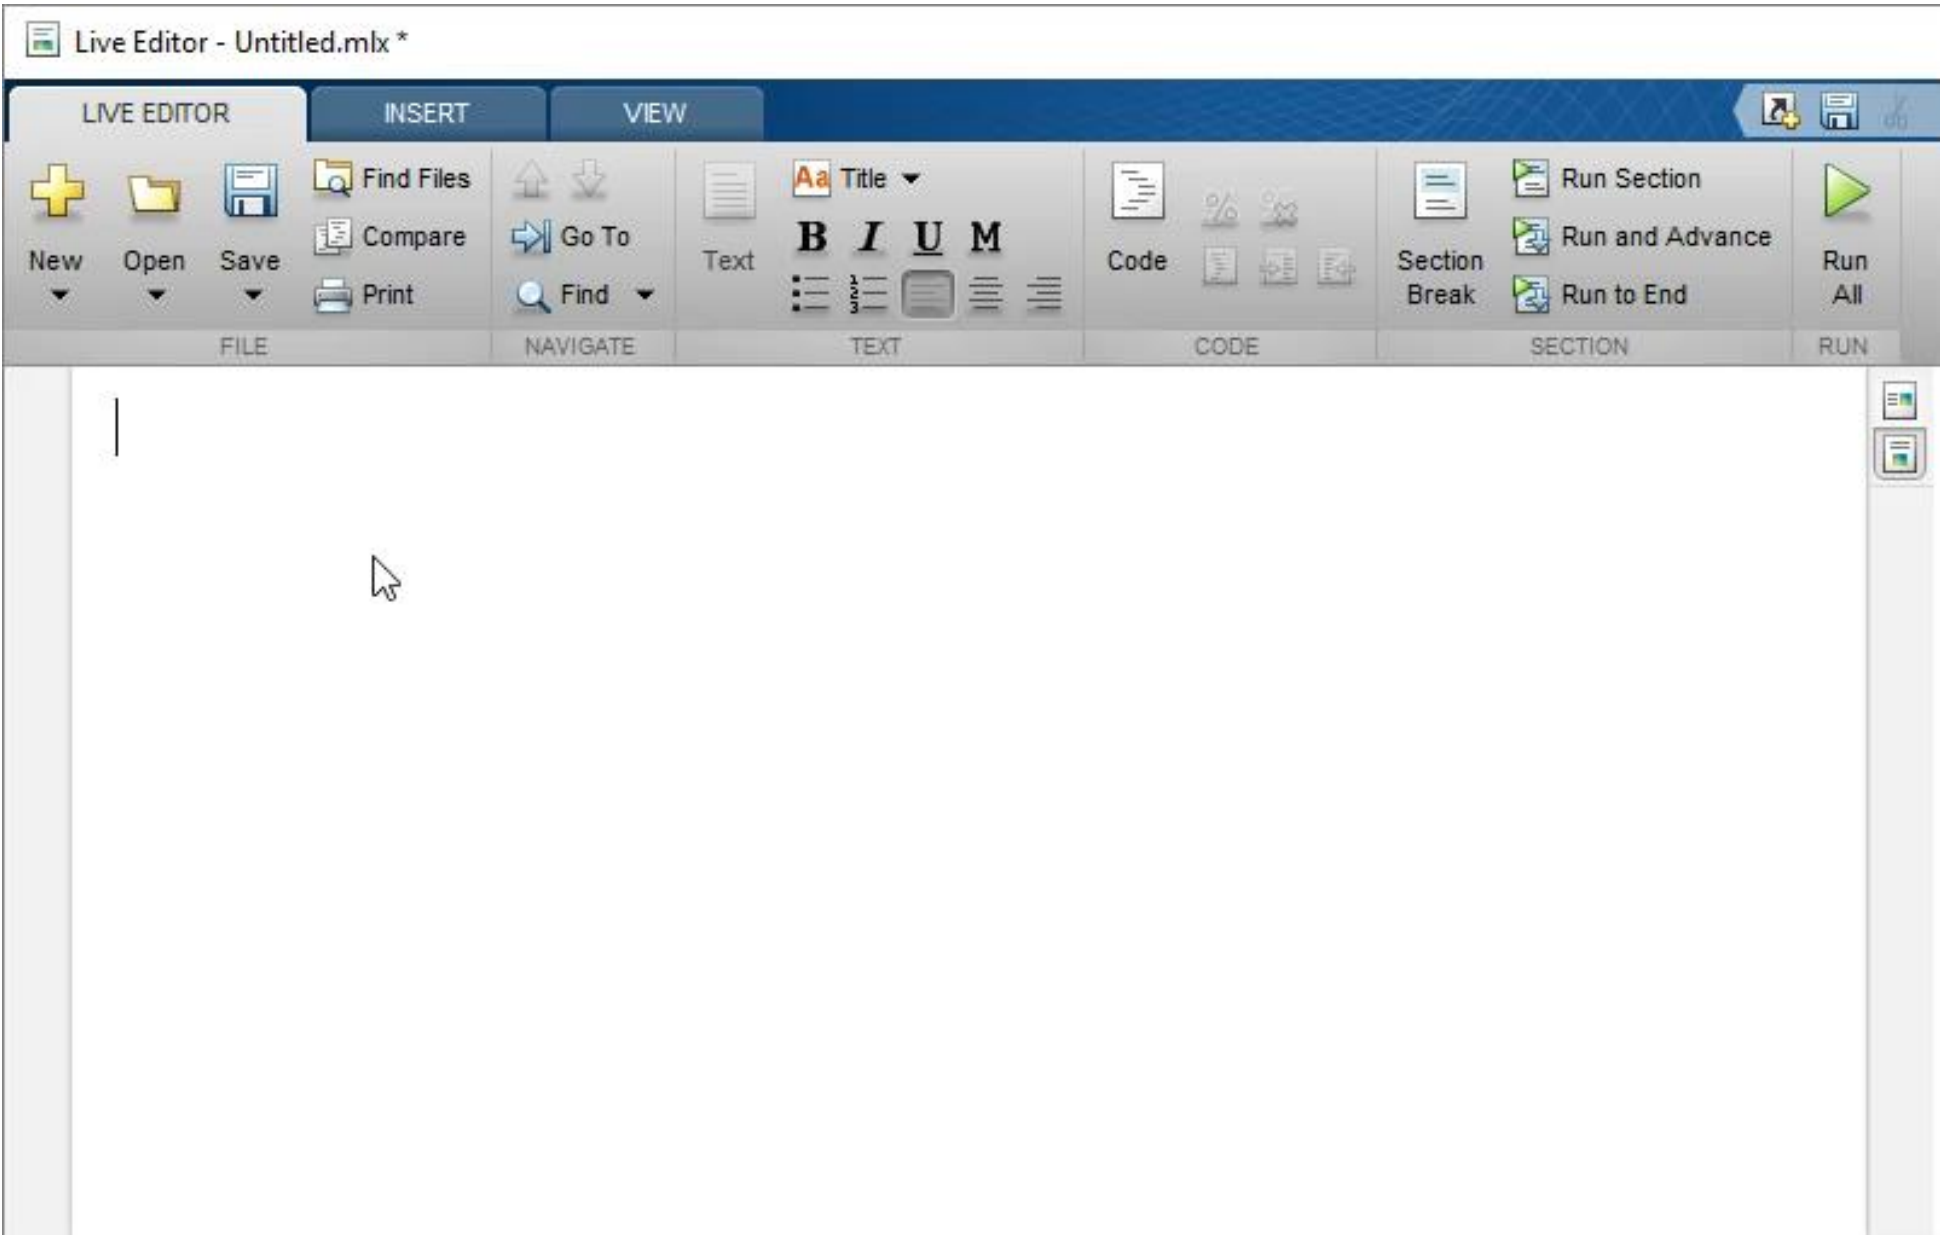 Live Editor - Untitled.mlx *
LIVE EDITOR INSERT VIEW
Find Files Aa Title Run Section
Compare Go To B I U M Run and Advance
New Open Save Text Code Section Break Run All
Print Find Run to End
FILE NAVIGATE TEXT CODE SECTION RUN